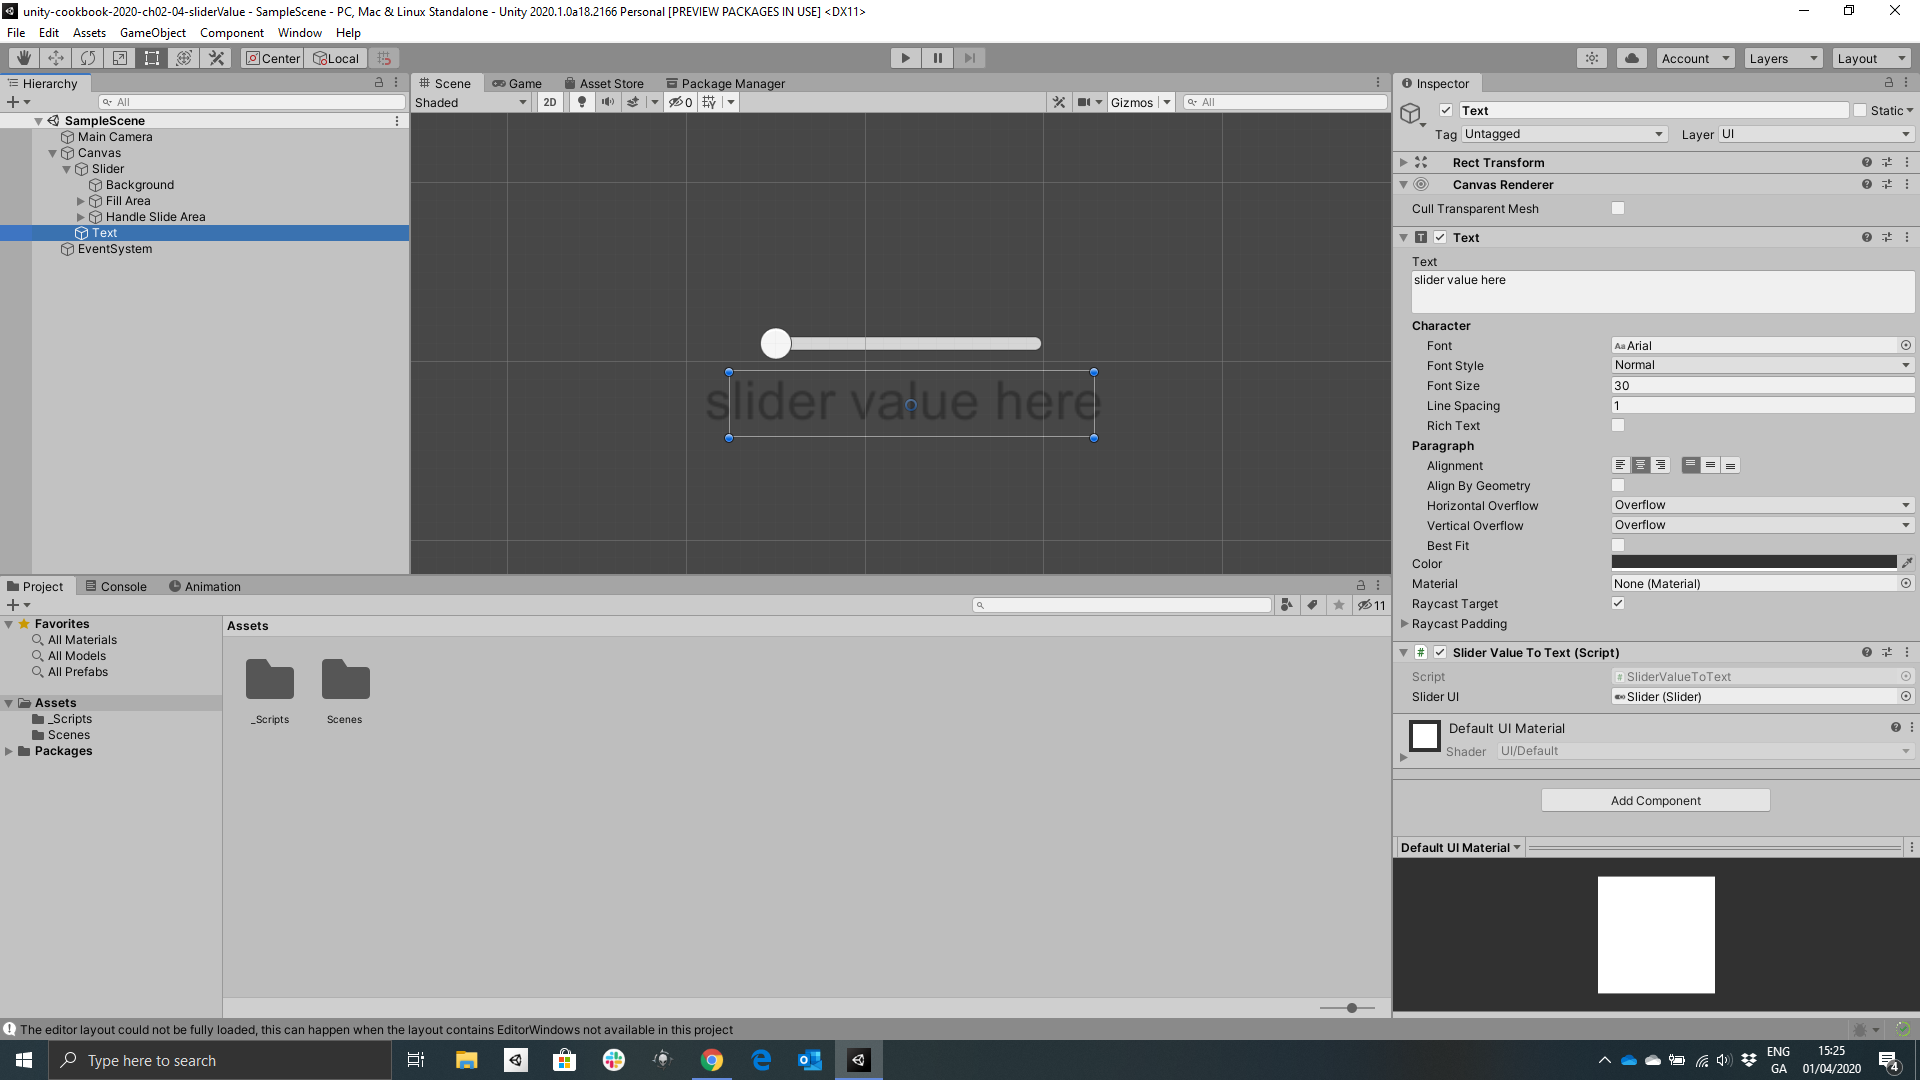 unity-cookbook-2020-ch02-04-sliderValue - SampleScene - PC, Mac & Linux Standalone - Unity 2020.1.0a18.2166 Personal [PREVIEW PACKAGES IN USE] <DX11>
File Edit Assets GameObject Component Window Help
Center Local Account Layers Layout
Hierarchy Scene Game Asset Store Package Manager Inspector
All Shaded 2D 0 Gizmos All
Text Static
SampleScene
Main Camera
Tag Untagged Layer UI
Canvas
Rect Transform
Slider
Background
Canvas Renderer
Fill Area
Cull Transparent Mesh
Handle Slide Area
Text
Text
EventSystem
Text
slider value here
Character
Font Arial
Font Style Normal
Font Size 30
slider value here
Line Spacing 1
Rich Text
Paragraph
Alignment
Align By Geometry
Horizontal Overflow Overflow
Vertical Overflow Overflow
Best Fit
Color
Material None (Material)
Raycast Target
Raycast Padding
Project Console Animation
11
Favorites
All Materials
All Models
All Prefabs
Assets
_Scripts
Scenes
Packages
Assets
_Scripts Scenes
Slider Value To Text (Script)
Script SliderValueToText
Slider UI Slider (Slider)
Default UI Material
Shader UI/Default
Add Component
Default UI Material
The editor layout could not be fully loaded, this can happen when the layout contains EditorWindows not available in this project
Type here to search
ENG
GA
15:25
01/04/2020
4